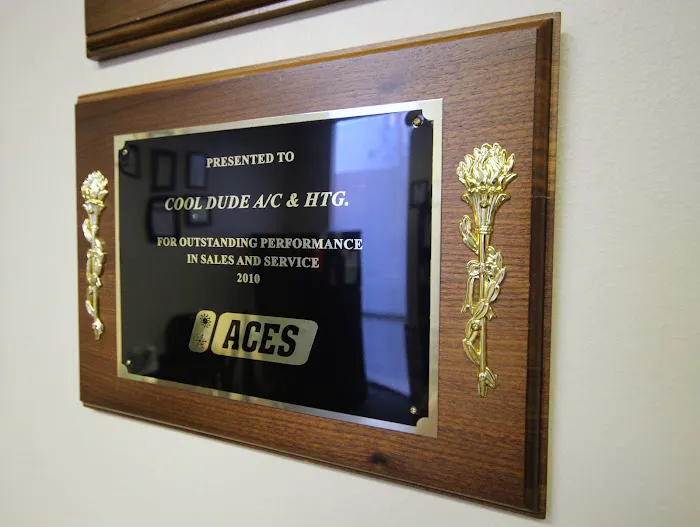 PRESENTED TO
COOL DUDE A/C & HTG.
FOR OUTSTANDING PERFORMANCE
IN SALES AND SERVICE
2010
ACES